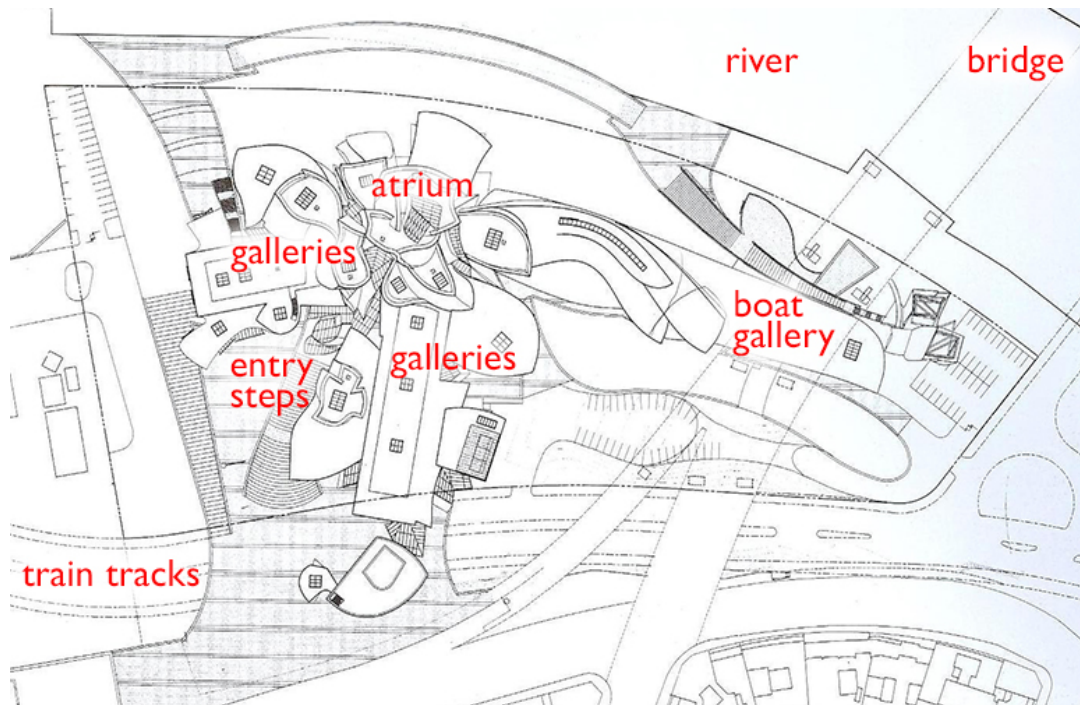 river
bridge
atrium
galleries
boat
gallery
galleries
entry
steps
train tracks